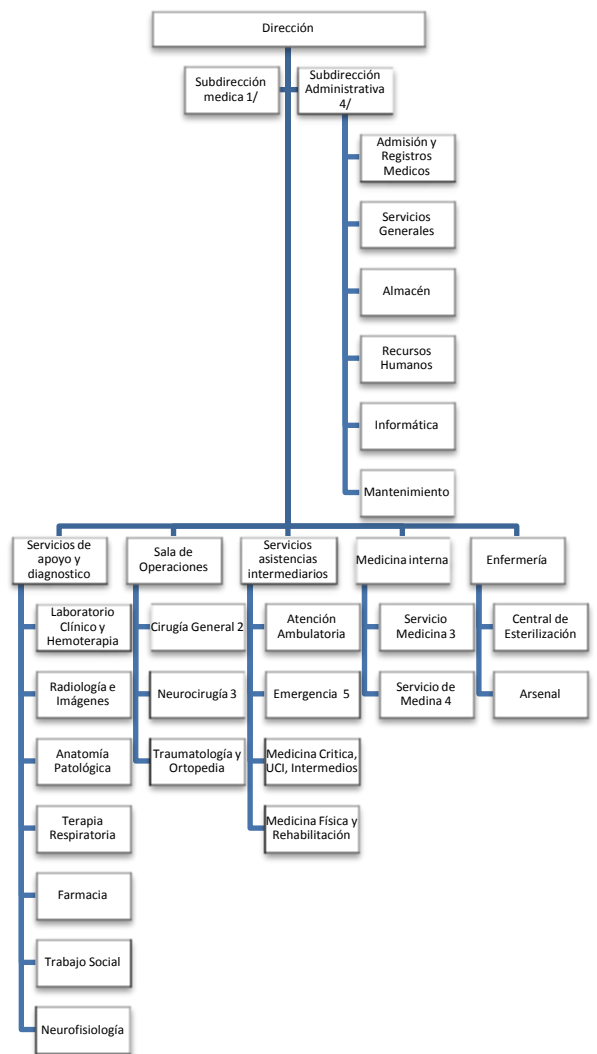 Dirección
Subdirección
medica 1/
Subdirección
Administrativa
4/
Admisión y
Registros
Medicos
Servicios
Generales
Almacén
Recursos
Humanos
Informática
Mantenimiento
Servicios de
apoyo y
diagnostico
Laboratorio
Clínico y
Hemoterapia
Radiología e
Imágenes
Anatomía
Patológica
Terapia
Respiratoria
Farmacia
Trabajo Social
Neurofisiología
Sala de
Operaciones
Cirugía General 2
Neurocirugía 3
Traumatología y
Ortopedia
Servicios
asistencias
intermediarios
Atención
Ambulatoria
Emergencia 5
Medicina Critica,
UCI, Intermedios
Medicina Física y
Rehabilitación
Medicina interna
Servicio
Medicina 3
Servicio de
Medina 4
Enfermería
Central de
Esterilización
Arsenal